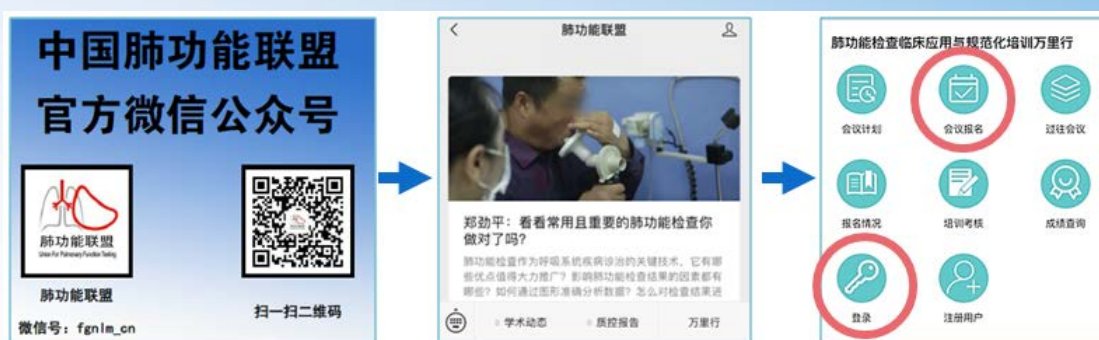 中国肺功能联盟
官方微信公众号
肺功能联盟
Union For Pulmonary Function Testing
肺功能联盟
微信号：fgnlm_cn
扫一扫二维码
肺功能联盟
郑劲平：看看常用且重要的肺功能检查你
做对了吗？
肺功能检查作为呼吸系统疾病诊治的关键技术，它有哪
些优点值得大力推广？影响肺功能检查结果的因素都有
哪些？如何通过图形准确分析数据？怎么对检查结果进
学术动态
质控报告
万里行
肺功能检查临床应用与规范化培训万里行
会议计划
会议报名
过往会议
报名情况
培训考核
成绩查询
登录
注册用户